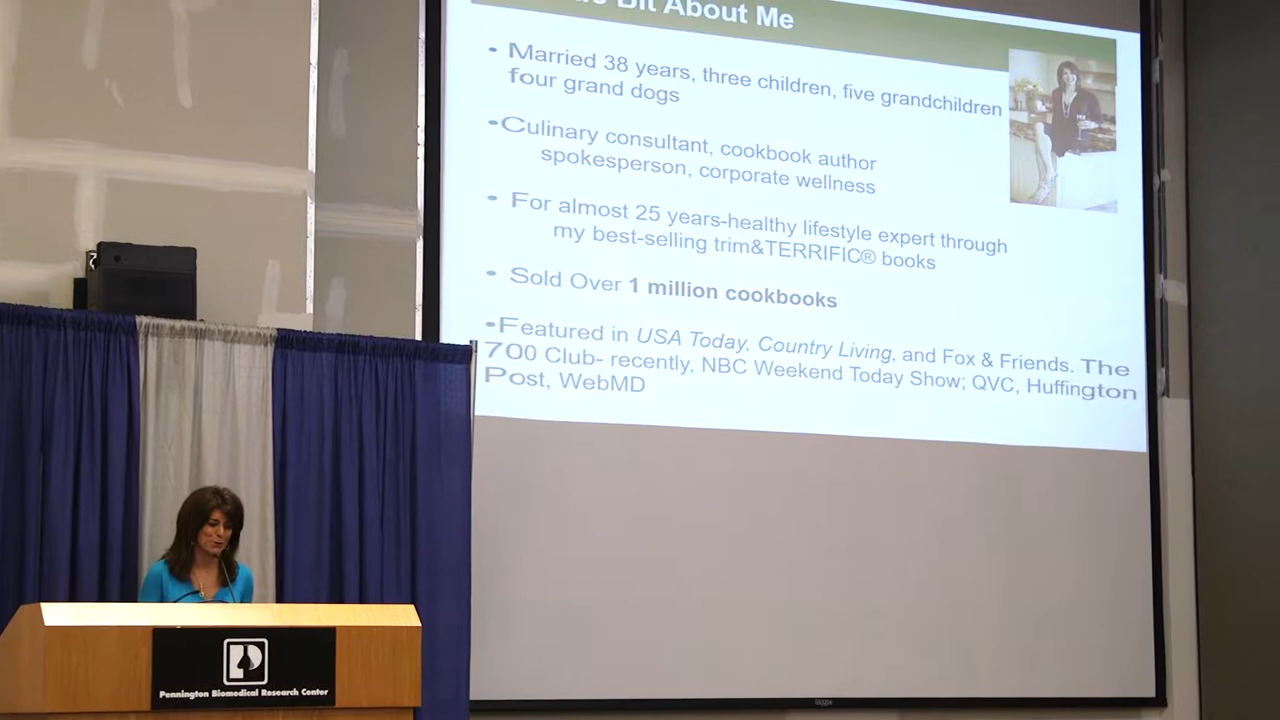 Bit About Me
• Married 38 years, three children, five grandchildren
four grand dogs
•Culinary consultant, cookbook author
spokesperson, corporate wellness
• For almost 25 years-healthy lifestyle expert through
my best-selling trim&TERRIFIC® books
• Sold Over 1 million cookbooks
•Featured in USA Today, Country Living, and Fox & Friends. The
700 Club- recently, NBC Weekend Today Show; QVC, Huffington
Post, WebMD
P
Pennington Biomedical Research Center